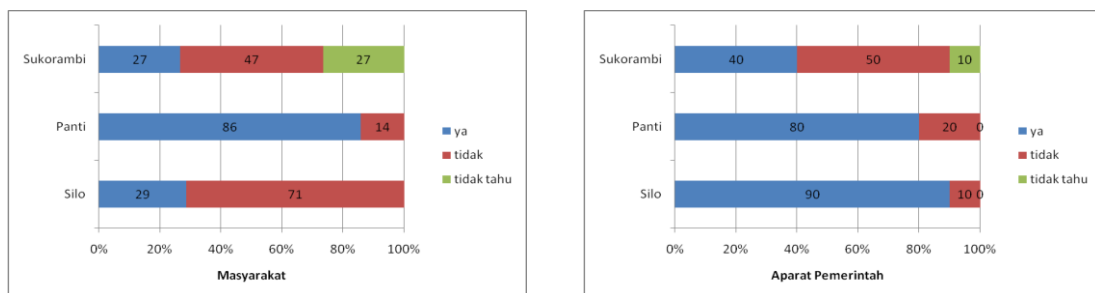 Sukorambi 27 47 27
Panti 86 14
Silo 29 71
0% 20% 40% 60% 80% 100%
Masyarakat
ya
tidak
tidak tahu
Sukorambi 40 50 10
Panti 80 20 0
Silo 90 10 0
0% 20% 40% 60% 80% 100%
Aparat Pemerintah
ya
tidak
tidak tahu